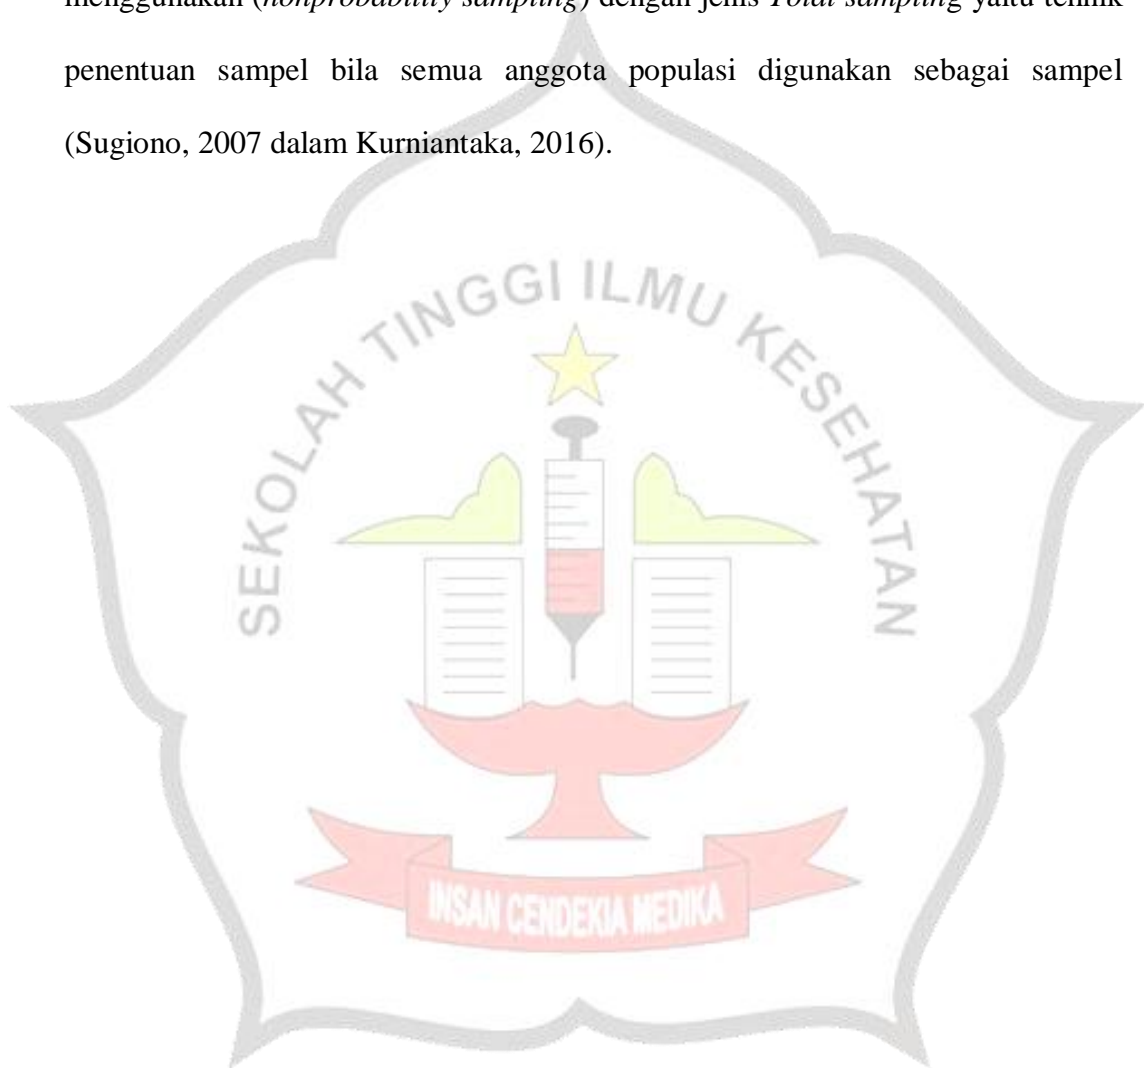 menggunakan (nonprobability sampling) dengan jenis Total sampling yaitu tehnik
penentuan sampel bila semua anggota populasi digunakan sebagai sampel
(Sugiono, 2007 dalam Kurniantaka, 2016).
SEKOLAH TINGGI ILMU KESEHATAN
INSAN CENDEKIA MEDIKA